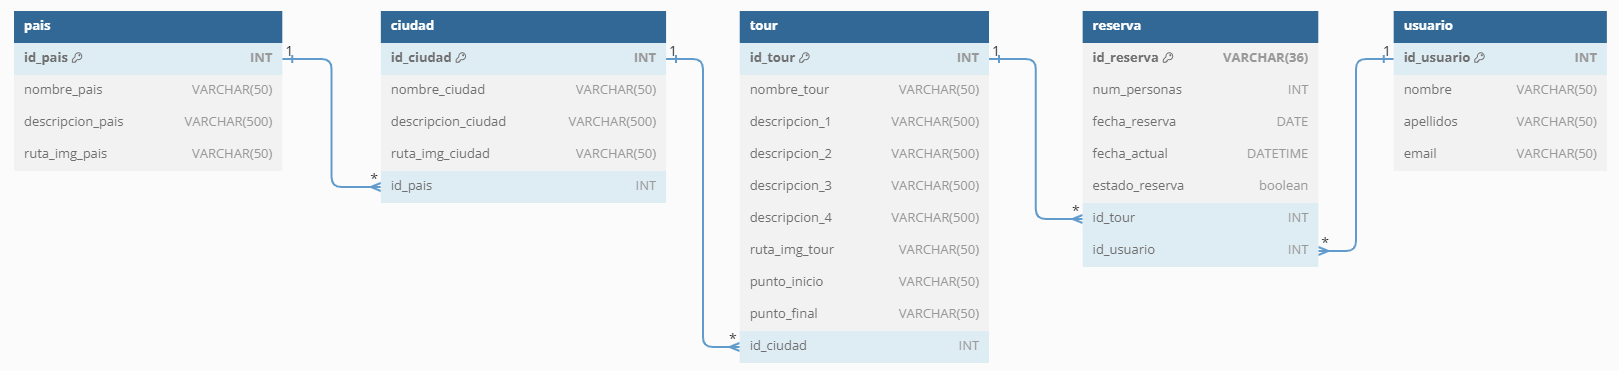 pais
id_pais INT
nombre_pais VARCHAR(50)
descripcion_pais VARCHAR(500)
ruta_img_pais VARCHAR(50)
1
*
ciudad
id_ciudad INT
nombre_ciudad VARCHAR(50)
descripcion_ciudad VARCHAR(500)
ruta_img_ciudad VARCHAR(50)
id_pais INT
1
*
tour
id_tour INT
nombre_tour VARCHAR(50)
descripcion_1 VARCHAR(500)
descripcion_2 VARCHAR(500)
descripcion_3 VARCHAR(500)
descripcion_4 VARCHAR(500)
ruta_img_tour VARCHAR(50)
punto_inicio VARCHAR(50)
punto_final VARCHAR(50)
id_ciudad INT
1
*
reserva
id_reserva VARCHAR(36)
num_personas INT
fecha_reserva DATE
fecha_actual DATETIME
estado_reserva boolean
id_tour INT
id_usuario INT
*
1
usuario
id_usuario INT
nombre VARCHAR(50)
apellidos VARCHAR(50)
email VARCHAR(50)